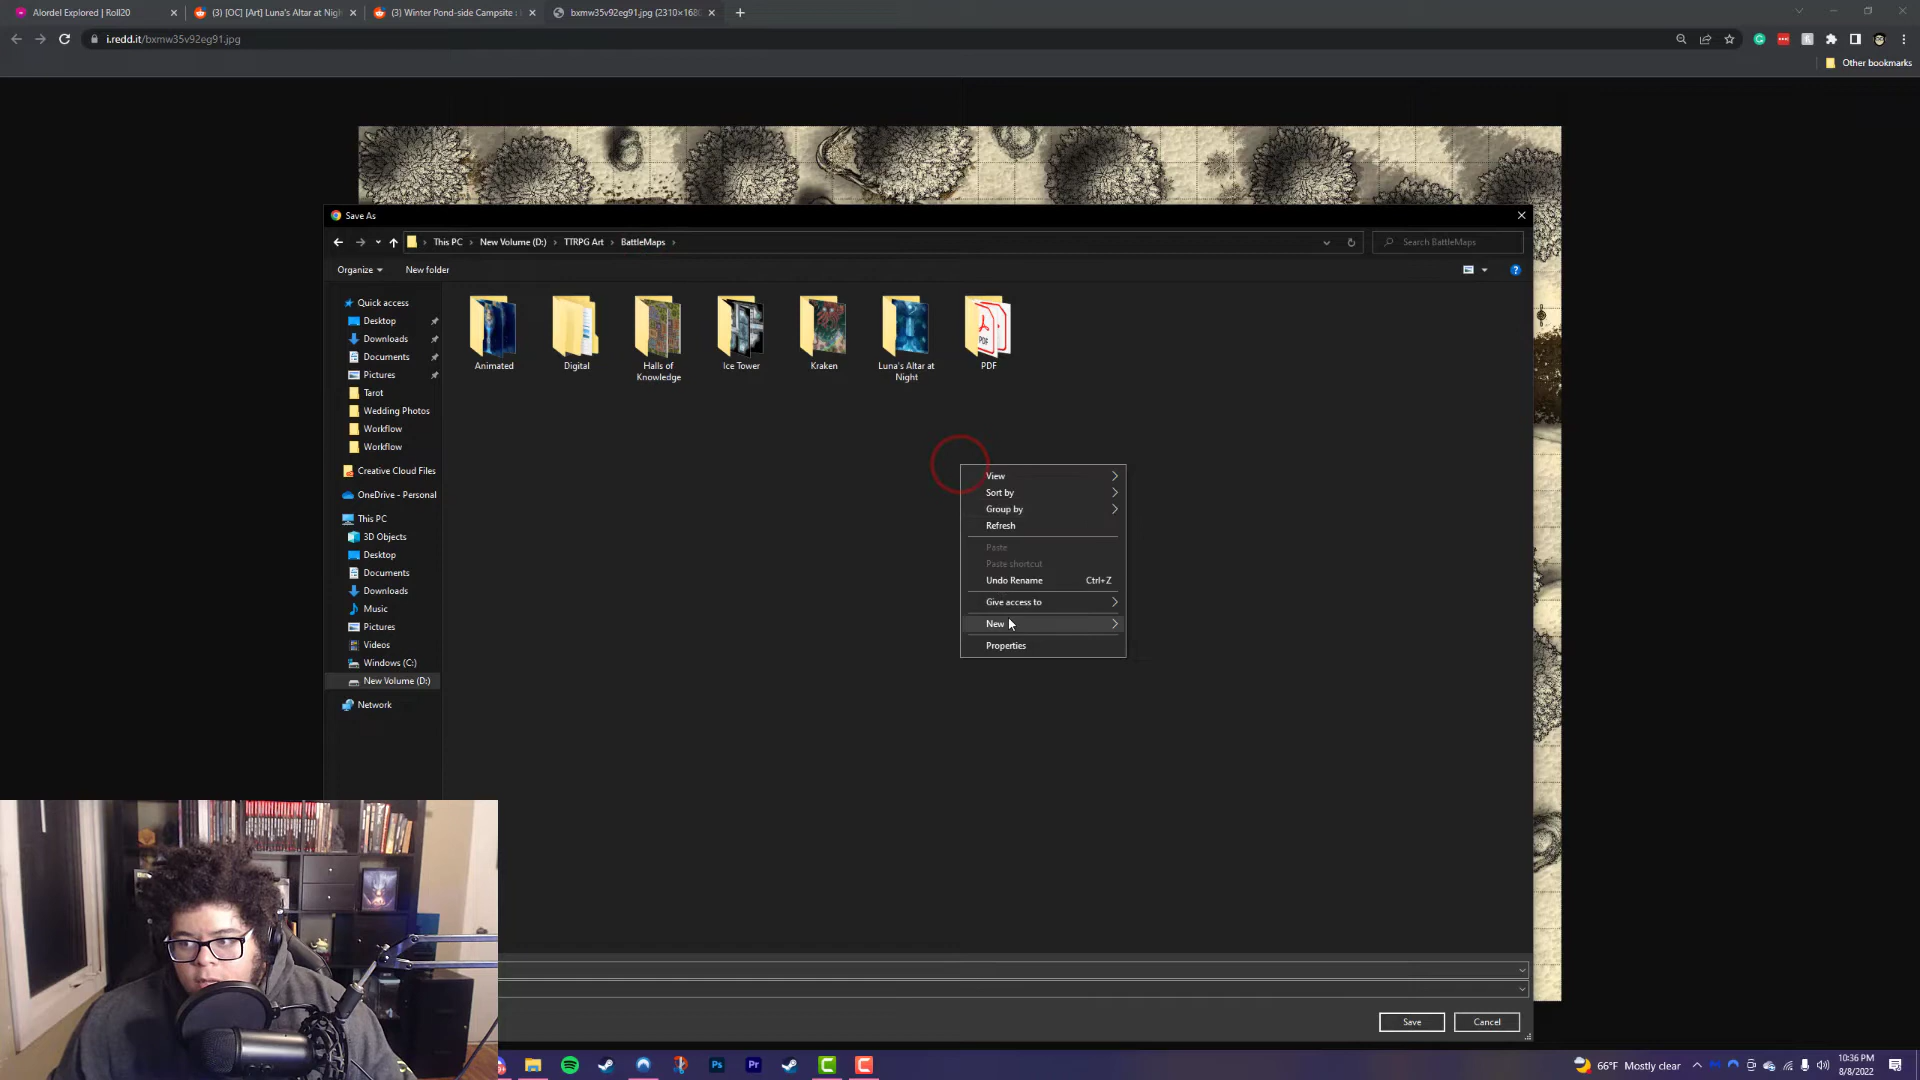 Alordel Explored | Roll20
(3) [OC] [Art] Luna's Altar at Nigh
(3) Winter Pond-side Campsite :
bxmw35v92eg91.jpg (2310×168
i.redd.it/bxmw35v92eg91.jpg
Other bookmarks
Save As
This PC
New Volume (D:)
TTRPG Art
BattleMaps
Search BattleMaps
Organize
New folder
Quick access
Desktop
Downloads
Documents
Pictures
Tarot
Wedding Photos
Workflow
Workflow
Creative Cloud Files
OneDrive - Personal
This PC
3D Objects
Desktop
Documents
Downloads
Music
Pictures
Videos
Windows (C:)
New Volume (D:)
Network
Animated
Digital
Halls of
Knowledge
Ice Tower
Kraken
Luna's Altar at
Night
PDF
PDF
View
Sort by
Group by
Refresh
Paste
Paste shortcut
Undo Rename Ctrl+Z
Give access to
New
Properties
Save
Cancel
Ps
Pr
66°F Mostly clear
10:36 PM
8/8/2022